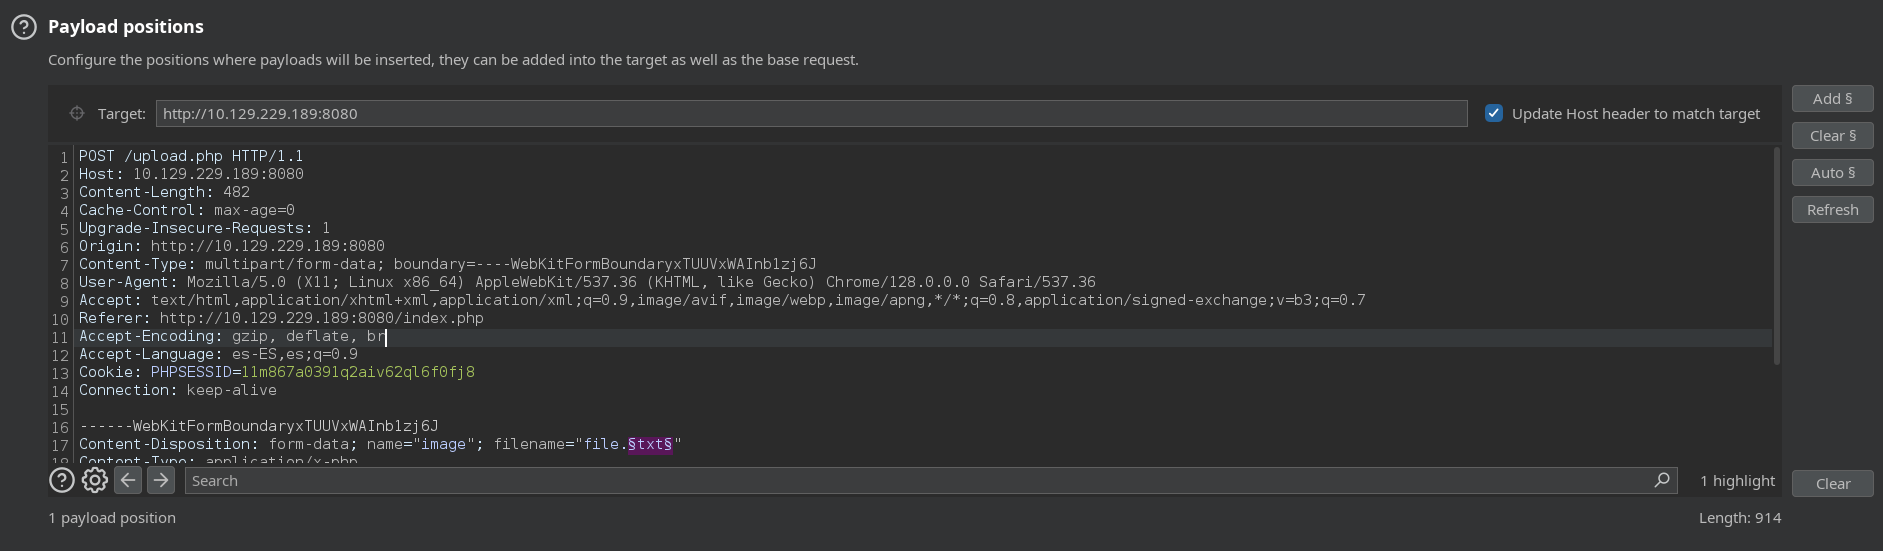 Payload positions
Configure the positions where payloads will be inserted, they can be added into the target as well as the base request.
Target: http://10.129.229.189:8080 Update Host header to match target
Add §
Clear §
Auto §
Refresh
1 POST /upload.php HTTP/1.1
2 Host: 10.129.229.189:8080
3 Content-Length: 482
4 Cache-Control: max-age=0
5 Upgrade-Insecure-Requests: 1
6 Origin: http://10.129.229.189:8080
7 Content-Type: multipart/form-data; boundary=----WebKitFormBoundaryxTUUVxWAInb1zj6J
8 User-Agent: Mozilla/5.0 (X11; Linux x86_64) AppleWebKit/537.36 (KHTML, like Gecko) Chrome/128.0.0.0 Safari/537.36
9 Accept: text/html,application/xhtml+xml,application/xml;q=0.9,image/avif,image/webp,image/apng,*/*;q=0.8,application/signed-exchange;v=b3;q=0.7
10 Referer: http://10.129.229.189:8080/index.php
11 Accept-Encoding: gzip, deflate, br
12 Accept-Language: es-ES,es;q=0.9
13 Cookie: PHPSESSID=11m867a0391q2aiv62ql6f0fj8
14 Connection: keep-alive
15
16 ------WebKitFormBoundaryxTUUVxWAInb1zj6J
17 Content-Disposition: form-data; name="image"; filename="file.§txt§"
18 Content-Type: application/x-php
Search
1 highlight
Clear
1 payload position
Length: 914